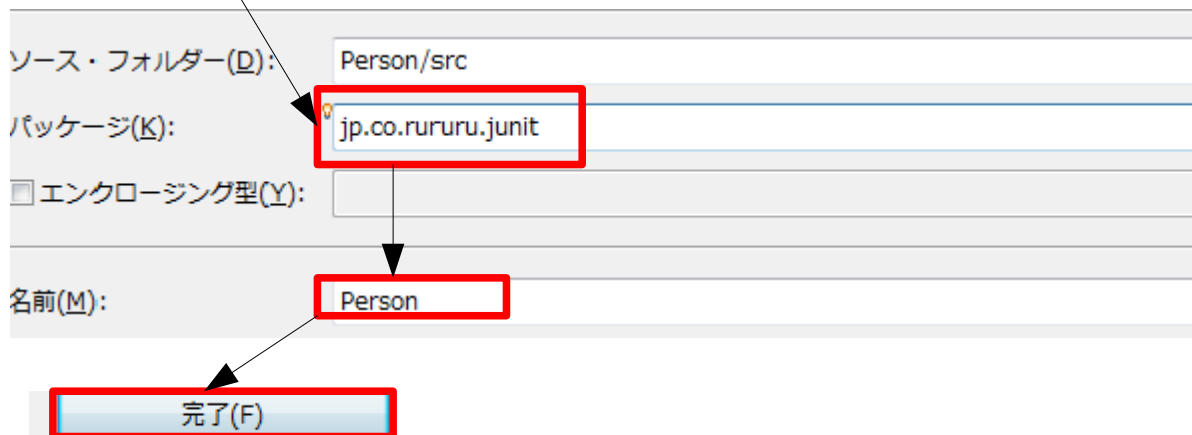 ソース・フォルダー(D): Person/src
パッケージ(K): jp.co.rururu.junit
エンクロージング型(Y):
名前(M): Person
完了(F)